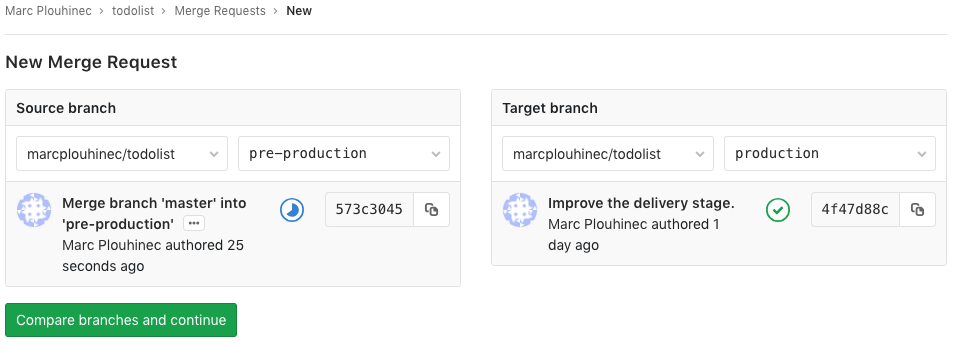 Marc Plouhinec > todolist > Merge Requests > New
New Merge Request
Source branch
marcplouhinec/todolist
pre-production
Merge branch 'master' into
'pre-production' ...
Marc Plouhinec authored 25
seconds ago
573c3045
Target branch
marcplouhinec/todolist
production
Improve the delivery stage.
Marc Plouhinec authored 1
day ago
4f47d88c
Compare branches and continue